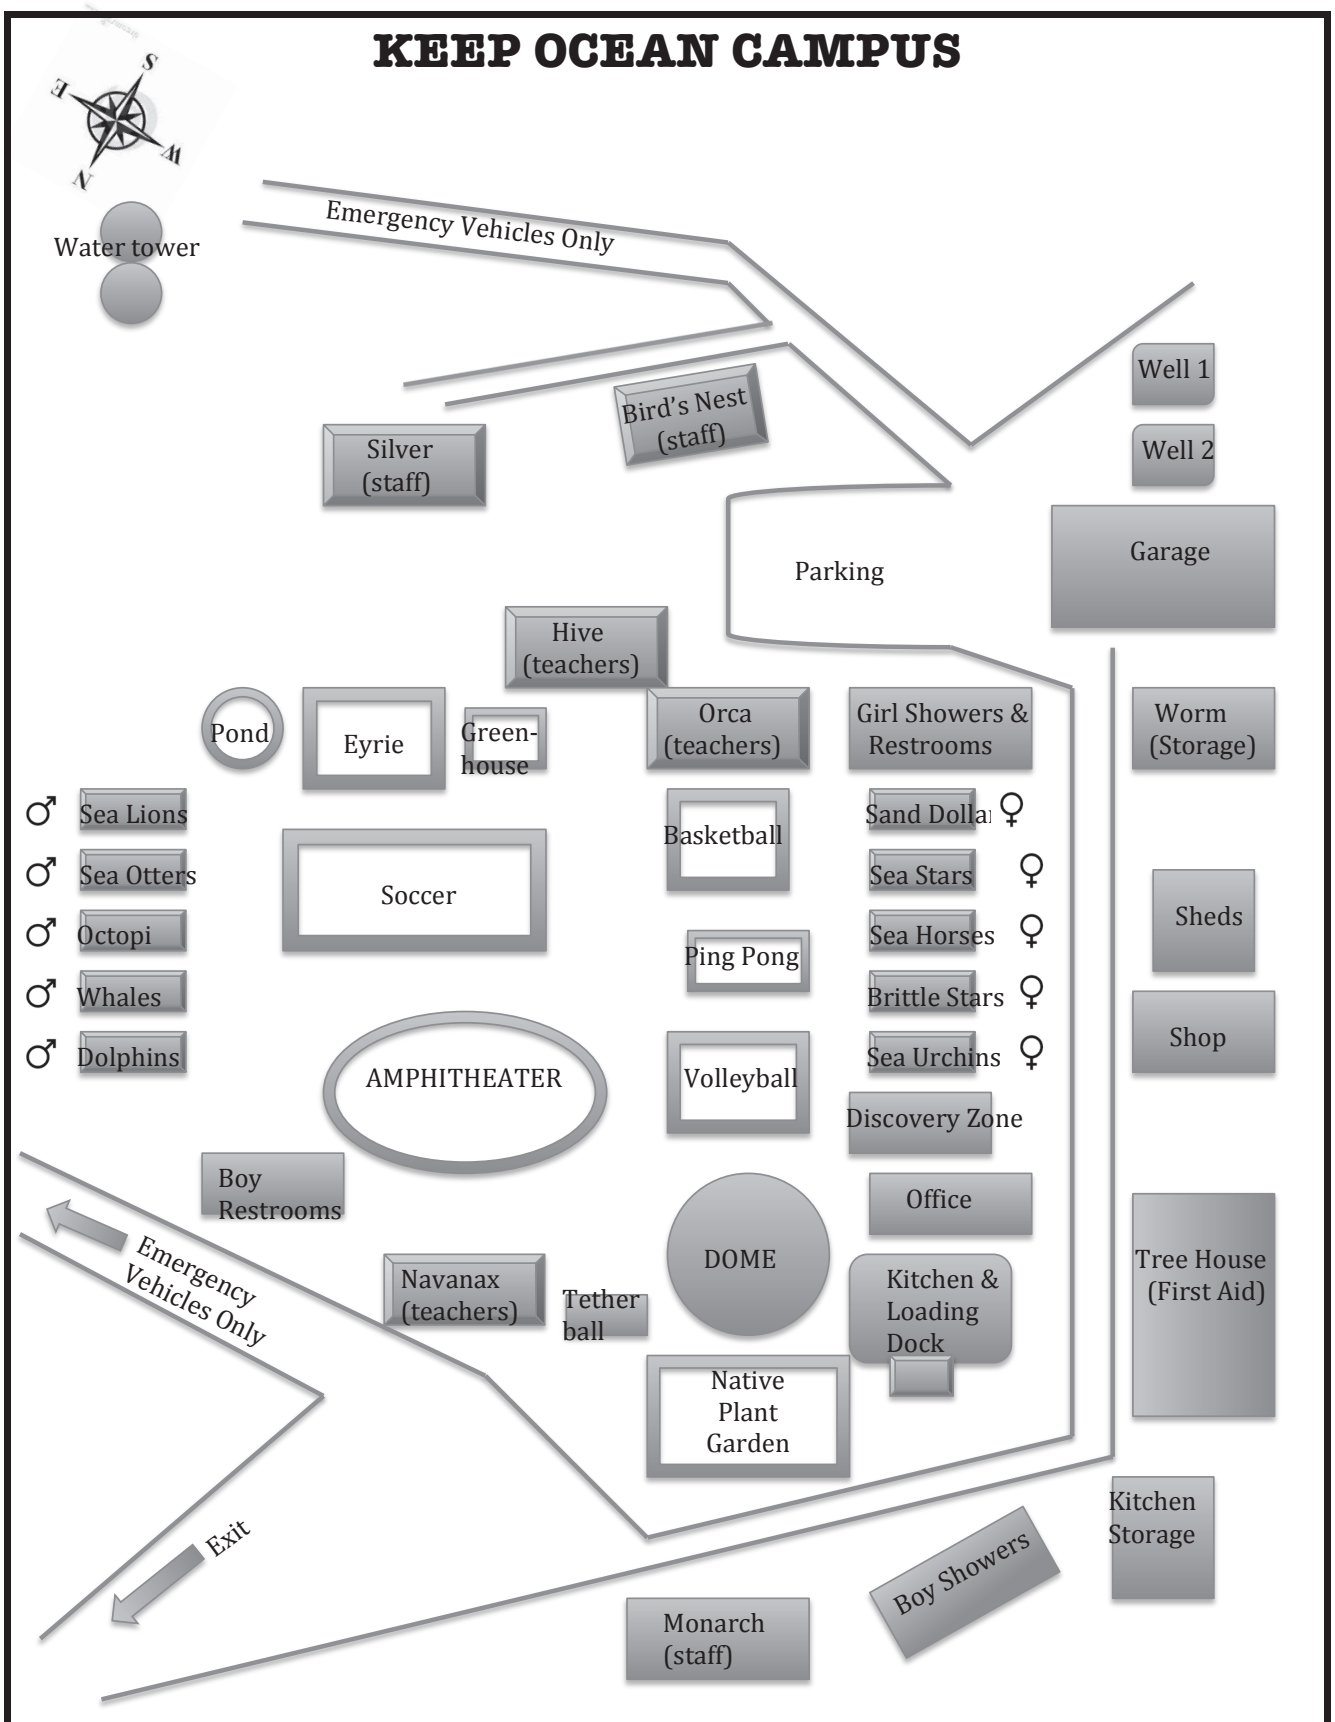 KEEP OCEAN CAMPUS
S
E
W
N
Water tower
Emergency Vehicles Only
Well 1
Well 2
Bird's Nest
(staff)
Silver
(staff)
Garage
Parking
Hive
(teachers)
Pond
Eyrie
Green-
house
Orca
(teachers)
Girl Showers &
Restrooms
Worm
(Storage)
♂ Sea Lions
Basketball
Sand Dollar ♀
♂ Sea Otters
Soccer
Sea Stars ♀
Sheds
♂ Octopi
Ping Pong
Sea Horses ♀
♂ Whales
Brittle Stars ♀
Shop
♂ Dolphins
AMPHITHEATER
Volleyball
Sea Urchins ♀
Discovery Zone
Boy
Restrooms
Office
Emergency
Vehicles Only
Navanax
(teachers)
Tether
ball
DOME
Kitchen &
Loading
Dock
Tree House
(First Aid)
Native
Plant
Garden
Exit
Kitchen
Storage
Boy Showers
Monarch
(staff)